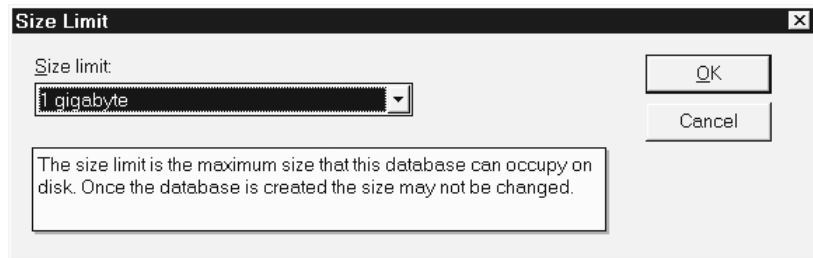 Size Limit
Size limit:
1 gigabyte
OK
Cancel
The size limit is the maximum size that this database can occupy on
disk. Once the database is created the size may not be changed.